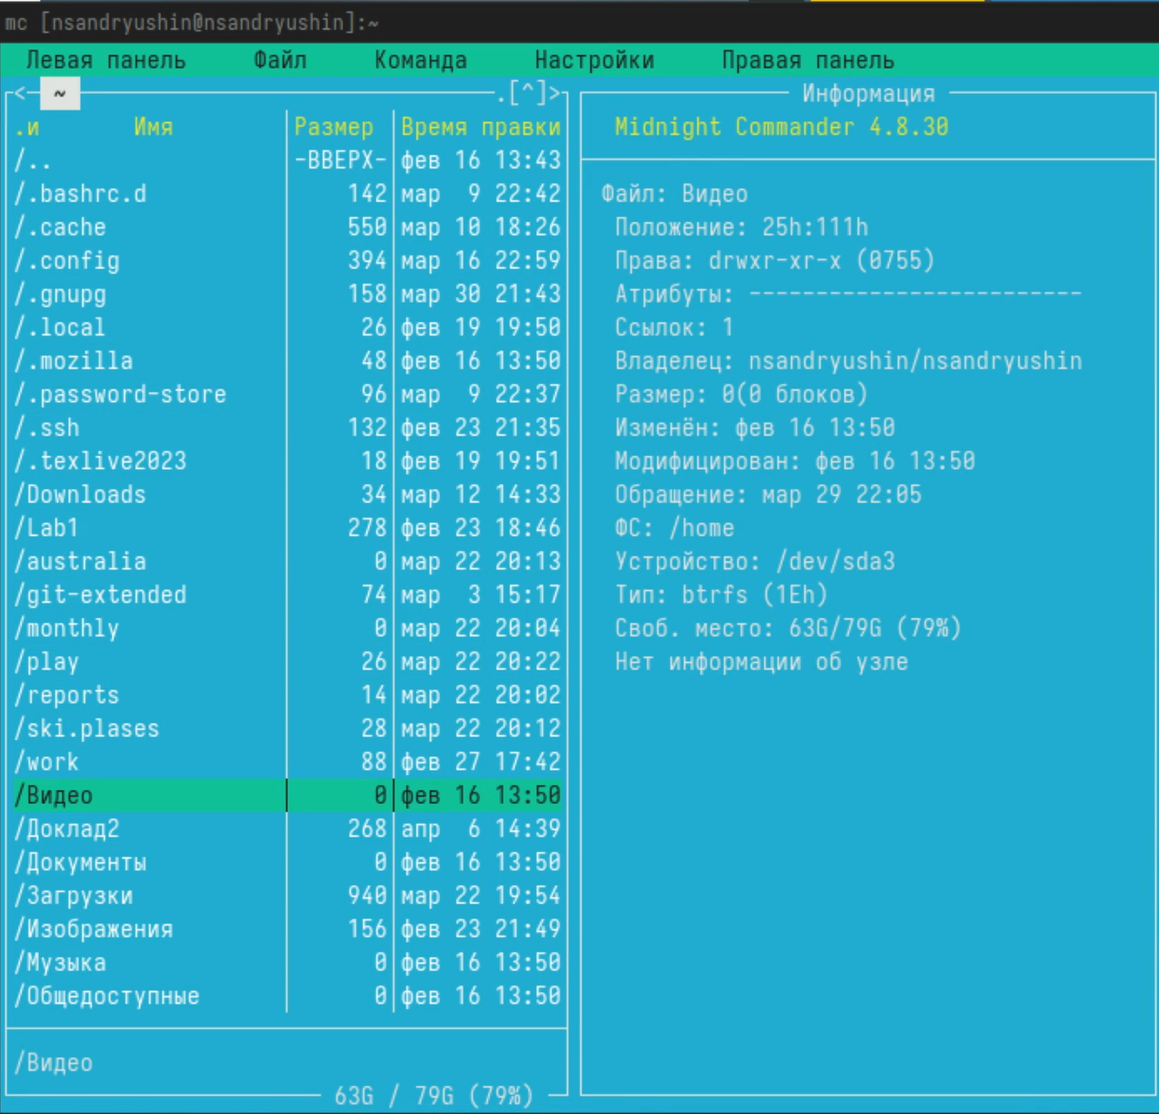 mc [nsandryushin@nsandryushin]:~
Левая панель Файл Команда Настройки Правая панель
<─ ~ .[^]>
.и Имя Размер Время правки
/.. -ВВЕРХ- фев 16 13:43
/.bashrc.d 142 мар 9 22:42
/.cache 550 мар 10 18:26
/.config 394 мар 16 22:59
/.gnupg 158 мар 30 21:43
/.local 26 фев 19 19:50
/.mozilla 48 фев 16 13:50
/.password-store 96 мар 9 22:37
/.ssh 132 фев 23 21:35
/.texlive2023 18 фев 19 19:51
/Downloads 34 мар 12 14:33
/Lab1 278 фев 23 18:46
/australia 0 мар 22 20:13
/git-extended 74 мар 3 15:17
/monthly 0 мар 22 20:04
/play 26 мар 22 20:22
/reports 14 мар 22 20:02
/ski.plases 28 мар 22 20:12
/work 88 фев 27 17:42
/Видео 0 фев 16 13:50
/Доклад2 268 апр 6 14:39
/Документы 0 фев 16 13:50
/Загрузки 940 мар 22 19:54
/Изображения 156 фев 23 21:49
/Музыка 0 фев 16 13:50
/Общедоступные 0 фев 16 13:50
/Видео
63G / 79G (79%)
Информация
Midnight Commander 4.8.30
Файл: Видео
Положение: 25h:111h
Права: drwxr-xr-x (0755)
Атрибуты: -------------------------
Ссылок: 1
Владелец: nsandryushin/nsandryushin
Размер: 0(0 блоков)
Изменён: фев 16 13:50
Модифицирован: фев 16 13:50
Обращение: мар 29 22:05
ФС: /home
Устройство: /dev/sda3
Тип: btrfs (1Eh)
Своб. место: 63G/79G (79%)
Нет информации об узле